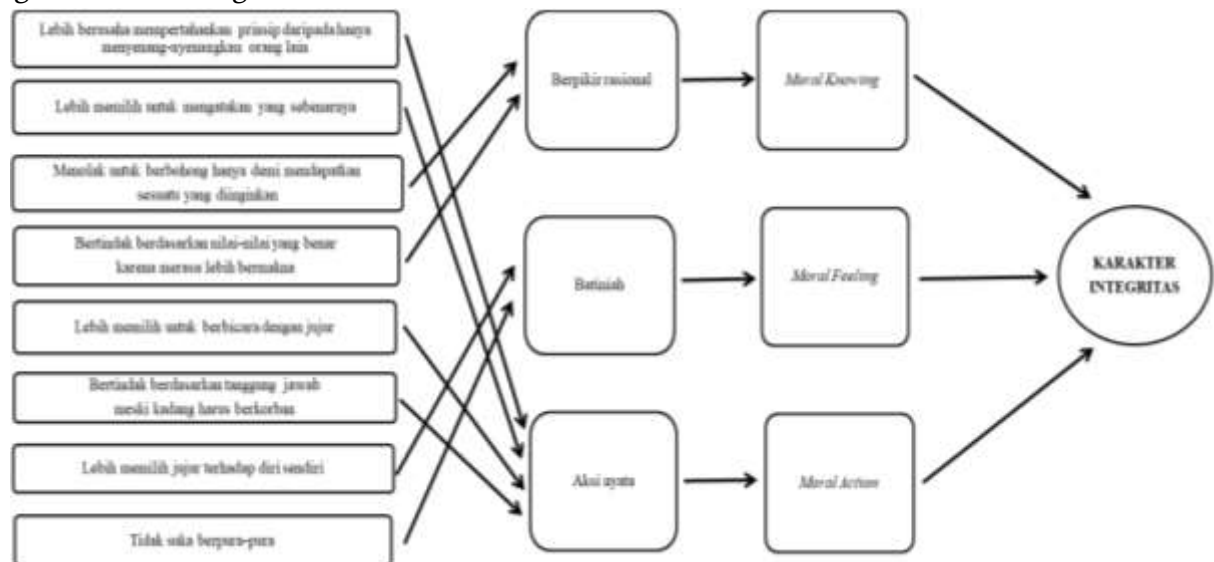 Lebih berusaha mempertahankan prinsip daripada hanya
menyenang-nyenangkan orang lain
Lebih memilih untuk mengatakan yang sebenarnya
Menolak untuk berbohong hanya demi mendapatkan
sesuatu yang diinginkan
Bertindak berdasarkan nilai-nilai yang benar
karena merasa lebih bermakna
Lebih memilih untuk berbicara dengan jujur
Bertindak berdasarkan tanggung jawab
meski kadang harus berkorban
Lebih memilih jujur terhadap diri sendiri
Tidak suka berpura-pura
Berpikir rasional
Batiniah
Aksi nyata
Moral Knowing
Moral Feeling
Moral Action
KARAKTER
INTEGRITAS